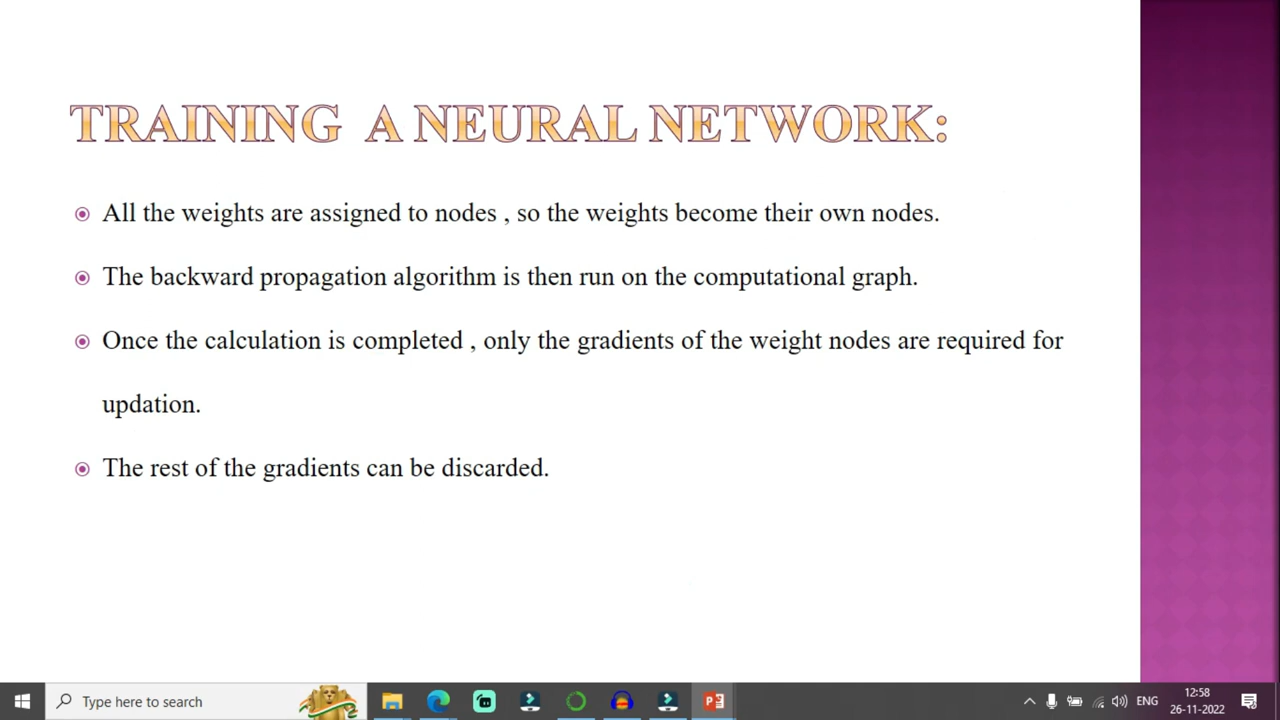 TRAINING A NEURAL NETWORK:
All the weights are assigned to nodes , so the weights become their own nodes.
The backward propagation algorithm is then run on the computational graph.
Once the calculation is completed , only the gradients of the weight nodes are required for
updation.
The rest of the gradients can be discarded.
Type here to search
ENG
12:58
26-11-2022